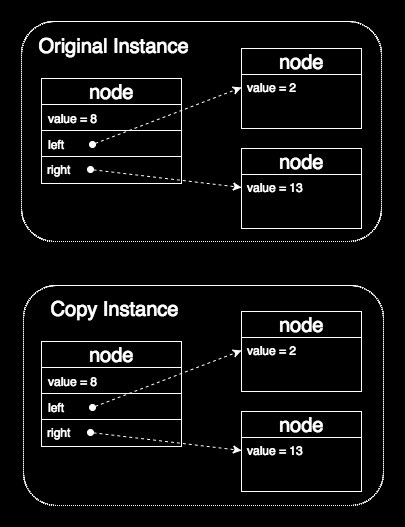 Original Instance
node
value = 8
left
right
node
value = 2
node
value = 13
Copy Instance
node
value = 8
left
right
node
value = 2
node
value = 13